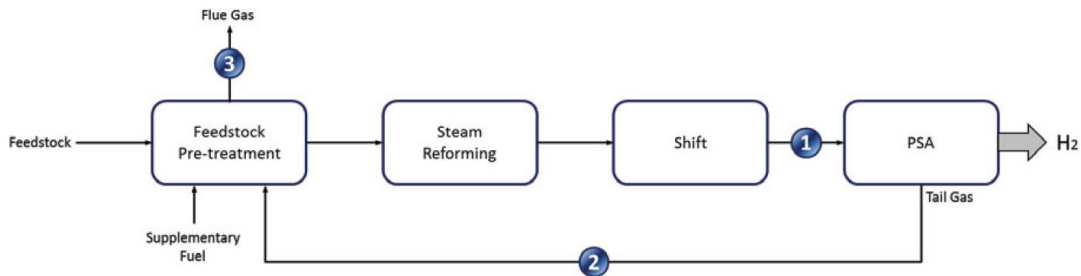 Flue Gas
3
Feedstock
Feedstock
Pre-treatment
Steam
Reforming
Shift
1
PSA
H2
Tail Gas
Supplementary
Fuel
2